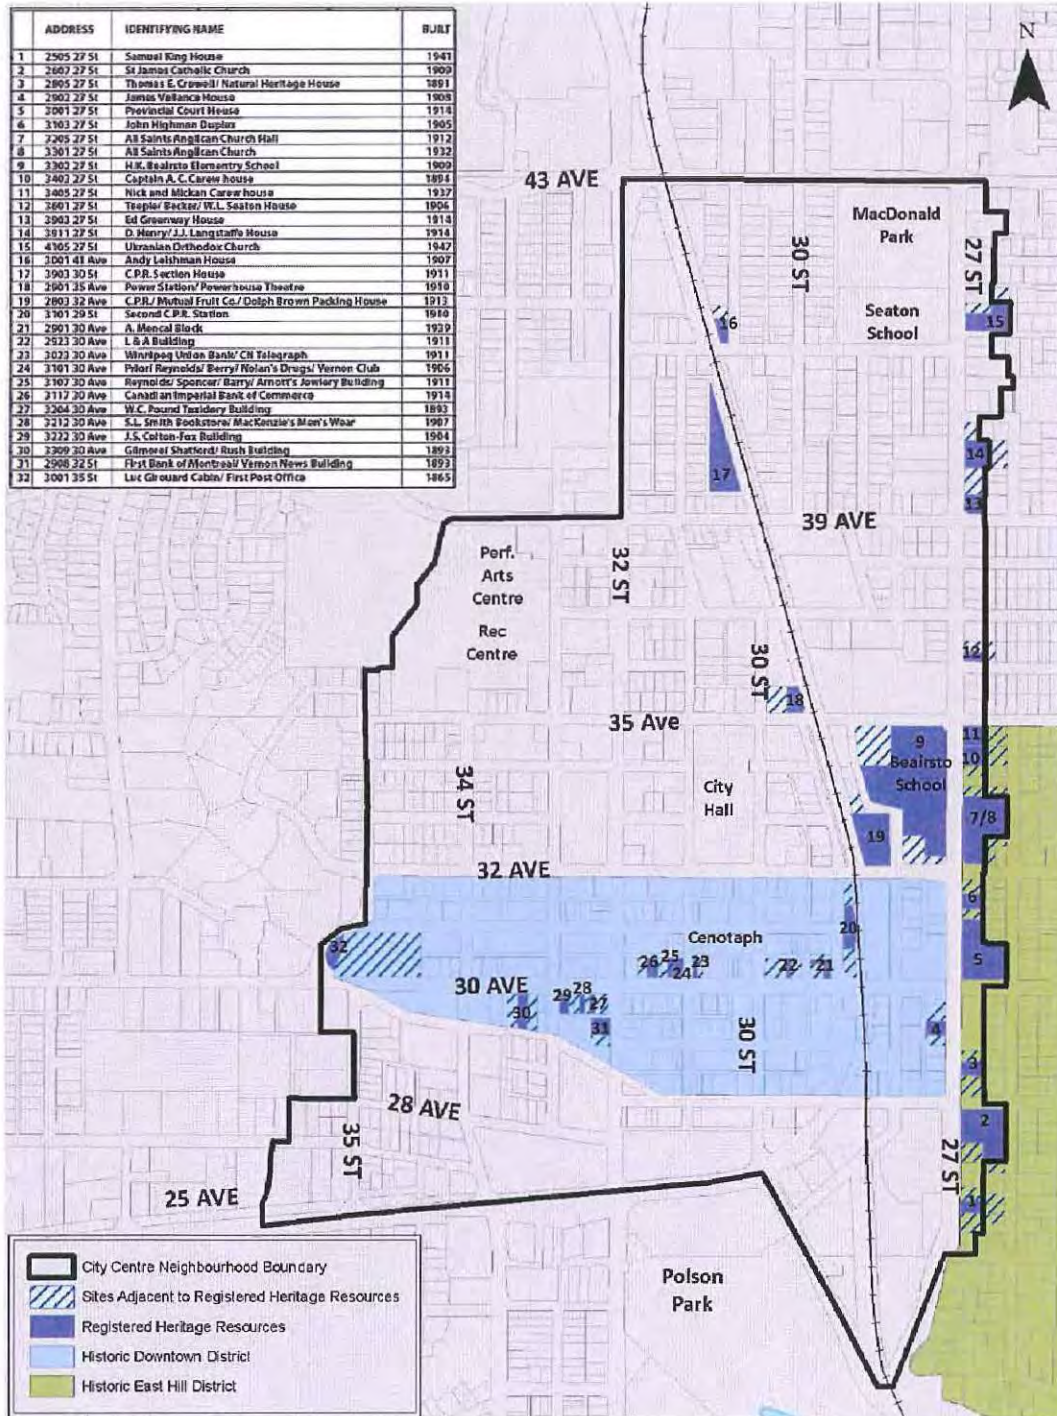 ADDRESS IDENTIFYING NAME BUILT
1 2505 27 St Samuel King House 1941
2 2607 27 St St James Catholic Church 1909
3 2805 27 St Thomas E. Crowell/ Natural Heritage House 1891
4 2902 27 St James Vallance House 1908
5 3001 27 St Provincial Court House 1914
6 3103 27 St John Highman Duplex 1905
7 3205 27 St All Saints Anglican Church Hall 1912
8 3301 27 St All Saints Anglican Church 1932
9 3302 27 St H.K. Beairsto Elementry School 1909
10 3403 27 St Captain A. C. Carew house 1894
11 3405 27 St Nick and Mickan Carew house 1937
12 3601 27 St Teeple/ Becker/ W.L. Seaton House 1906
13 3903 27 St Ed Greenway House 1914
14 3911 27 St D. Henry/ J.J. Langstaffe House 1914
15 4105 27 St Ukranian Orthodox Church 1947
16 3001 41 Ave Andy Leishman House 1907
17 3903 30 St C.P.R. Section House 1911
18 2901 35 Ave Power Station/ Powerhouse Theatre 1910
19 2803 32 Ave C.P.R./ Mutual Fruit Co./ Dolph Brown Packing House 1913
20 3101 29 St Second C.P.R. Station 1910
21 2901 30 Ave A. Mencal Block 1939
22 2923 30 Ave L & A Building 1911
23 3023 30 Ave Winnipeg Union Bank/ CN Telegraph 1911
24 3101 30 Ave Prior/ Reynolds/ Berry/ Nolan's Drugs/ Vernon Club 1906
25 3107 30 Ave Reynolds/ Spencer/ Barry/ Arnott's Jewlery Building 1911
26 3117 30 Ave Canadian Imperial Bank of Commerce 1914
27 3204 30 Ave W.C. Pound Taxidery Building 1893
28 3212 30 Ave S.L. Smith Bookstore/ MacKenzie's Men's Wear 1907
29 3222 30 Ave J.S. Colton-Fax Building 1904
30 3309 30 Ave Gilmore/ Shatford/ Rush Building 1893
31 2908 32 St First Bank of Montreal/ Vernon News Building 1893
32 3001 35 St Luc Girouard Cabin/ First Post Office 1865
N
43 AVE
MacDonald
Park
30 ST
27 ST
Seaton
School
16
15
14
17
13
39 AVE
Perf.
Arts
Centre
32 ST
Rec
Centre
12
30 ST
18
35 Ave
11
9
Beairsto
School
10
34 ST
City
Hall
7/8
19
32 AVE
6
20
32
Cenotaph
26 25 24 23 22 21
5
30 AVE
29 28 27
30
31
30 ST
4
3
28 AVE
2
35 ST
27 ST
25 AVE
Polson
Park
City Centre Neighbourhood Boundary
Sites Adjacent to Registered Heritage Resources
Registered Heritage Resources
Historic Downtown District
Historic East Hill District